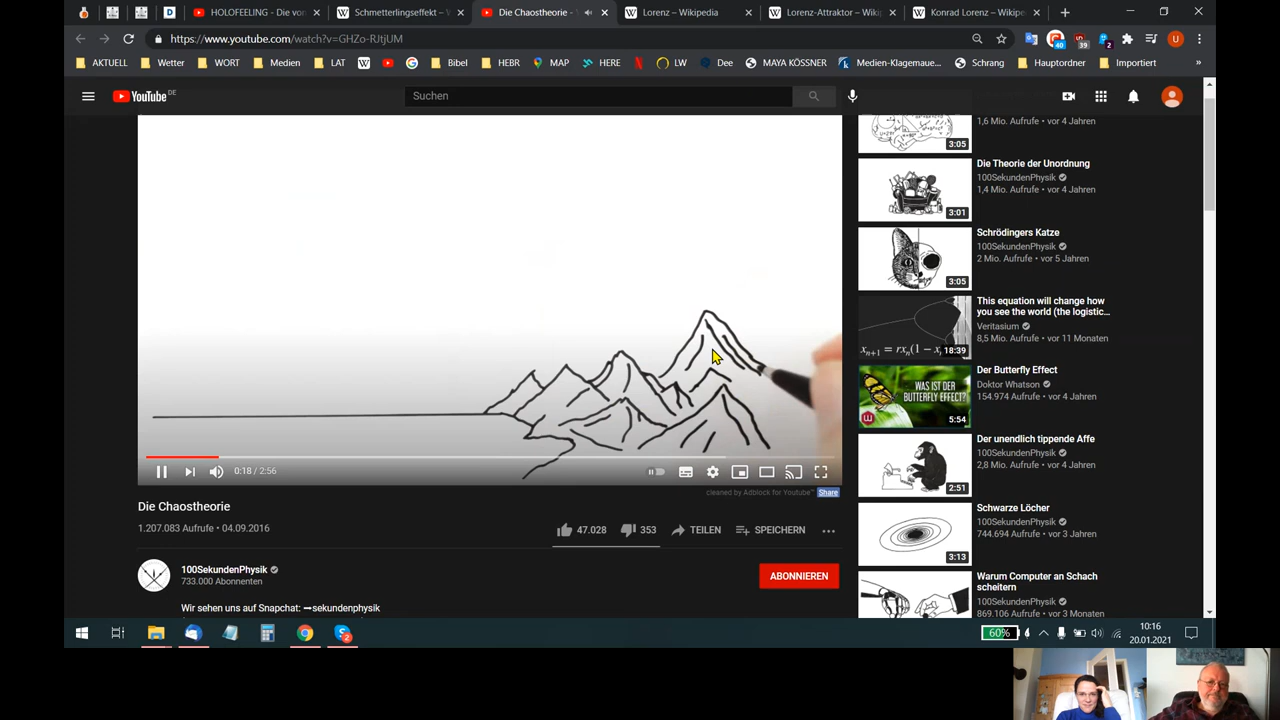 HOLOFEELING - Die von
Schmetterlingseffekt – W
Die Chaostheorie -
Lorenz – Wikipedia
Lorenz-Attraktor – Wikipe
Konrad Lorenz – Wikipe
https://www.youtube.com/watch?v=GHZo-RJtjUM
AKTUELL
Wetter
WORT
Medien
LAT
Bibel
HEBR
MAP
HERE
LW
Dee
MAYA KÖSSNER
Medien-Klagemaue...
Schrang
Hauptordner
Importiert
YouTube DE
Suchen
1,6 Mio. Aufrufe • vor 4 Jahren
3:05
Die Theorie der Unordnung
100SekundenPhysik
1,4 Mio. Aufrufe • vor 4 Jahren
3:01
Schrödingers Katze
100SekundenPhysik
2 Mio. Aufrufe • vor 5 Jahren
3:05
This equation will change how
you see the world (the logistic...
Veritasium
8,5 Mio. Aufrufe • vor 11 Monaten
18:39
Der Butterfly Effect
Doktor Whatson
154.974 Aufrufe • vor 4 Jahren
WAS IST DER
BUTTERFLY EFFECT?
5:54
Der unendlich tippende Affe
100SekundenPhysik
2,8 Mio. Aufrufe • vor 4 Jahren
2:51
Schwarze Löcher
100SekundenPhysik
744.694 Aufrufe • vor 3 Jahren
3:13
Warum Computer an Schach
scheitern
100SekundenPhysik
869.106 Aufrufe • vor 3 Monaten
0:18 / 2:56
cleaned by Adblock for Youtube™ Share
Die Chaostheorie
1.207.083 Aufrufe • 04.09.2016
47.028
353
TEILEN
SPEICHERN
100SekundenPhysik
733.000 Abonnenten
ABONNIEREN
Wir sehen uns auf Snapchat: sekundenphysik
60%
10:16
20.01.2021